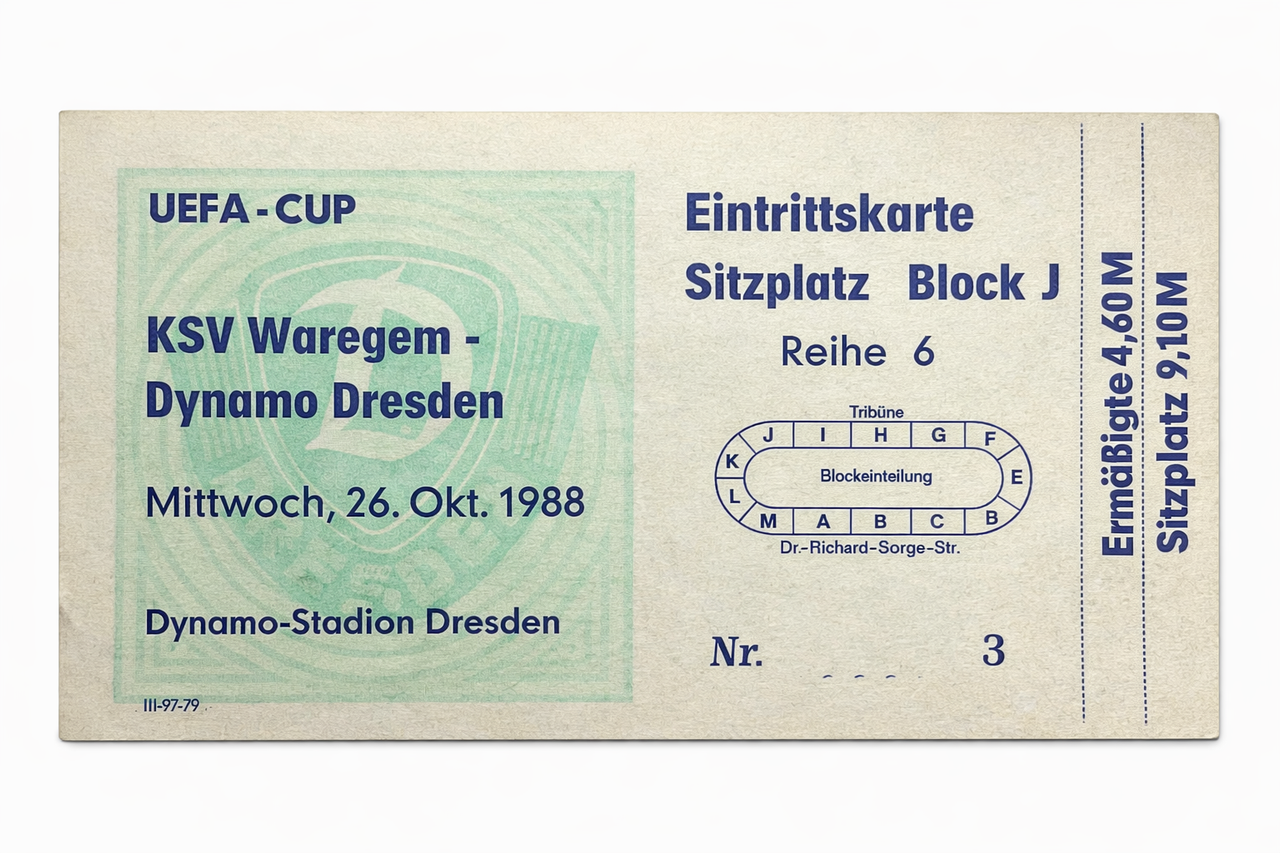 UEFA-CUP
KSV Waregem -
Dynamo Dresden
Mittwoch, 26. Okt. 1988
Dynamo-Stadion Dresden
III-97-79
Eintrittskarte
Sitzplatz Block J
Reihe 6
Tribüne
J I H G F
K E
L
Blockeinteilung
M A B C B
Dr.-Richard-Sorge-Str.
Nr. 3
Ermäßigte 4,60 M
Sitzplatz 9,10 M
D